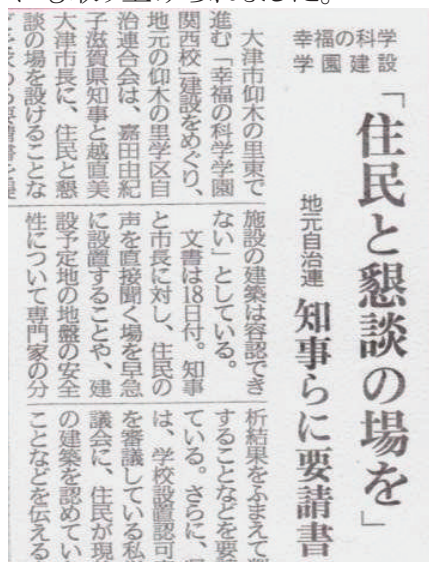 幸福の科学
学園建設
「住民と懇談の場を」
地元自治連 知事らに要請書
大津市仰木の里東で
進む「幸福の科学学園
関西校」建設をめぐり、
地元の仰木の里学区自
治連合会は、嘉田由紀
子滋賀県知事と越直美
大津市長に、住民と懇
談の場を設けることな
施設の建築は容認でき
ない」としている。
文書は18日付。知事
と市長に対し、住民の
声を直接聞く場を早急
に設置することや、建
設予定地の地盤の安全
性について専門家の分
析結果をふまえて
することなどを要
ている。さらに、
は、学校設置認可
を審議している私
議会に、住民が現
の建築を認めてい
ことなどを伝える